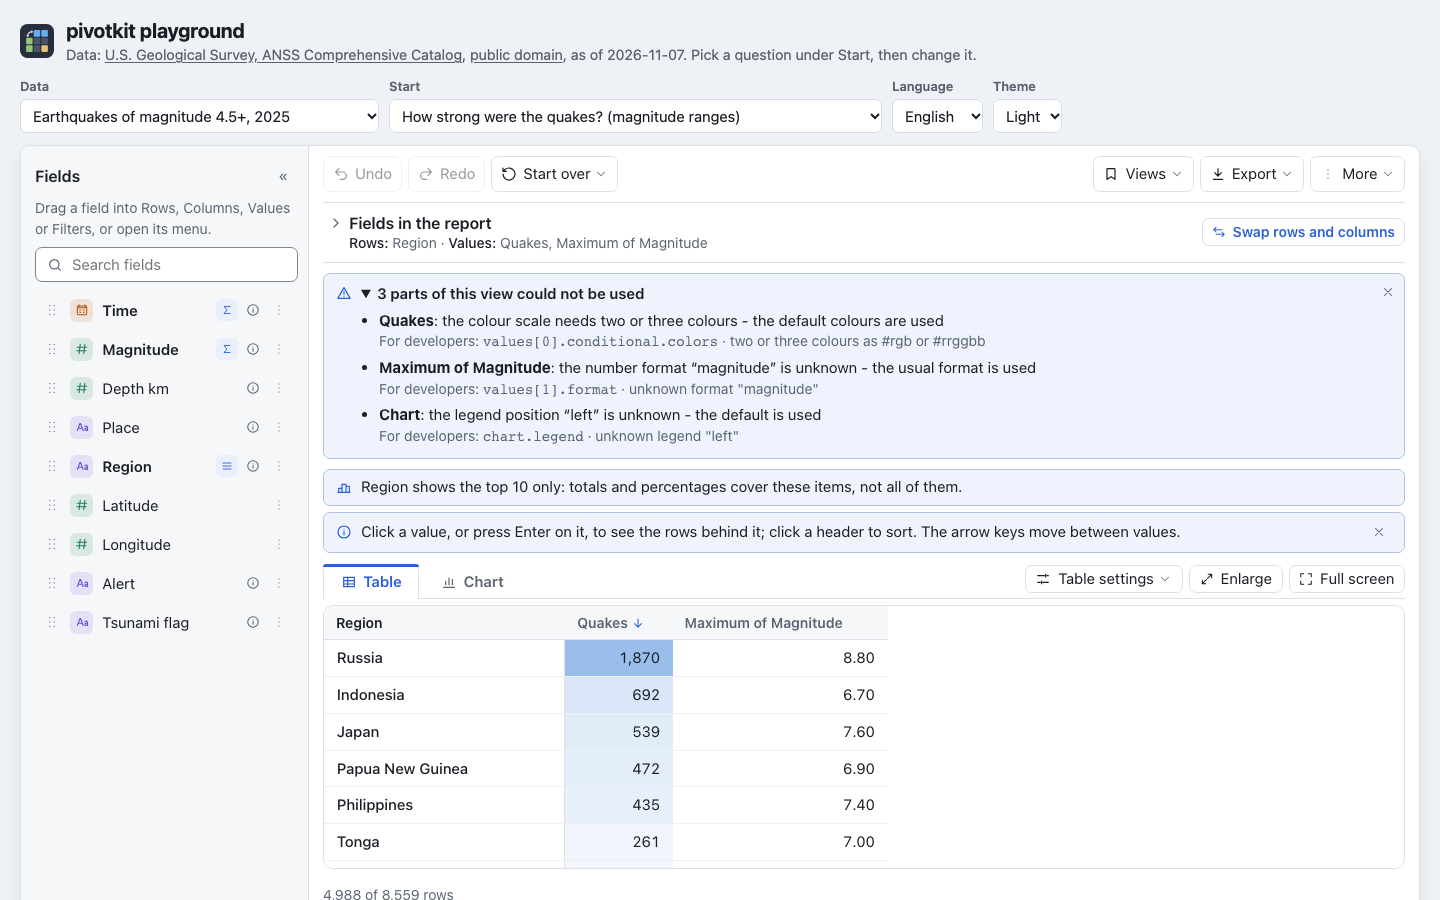 pivotkit playground
Data: U.S. Geological Survey, ANSS Comprehensive Catalog, public domain, as of 2026-11-07. Pick a question under Start, then change it.
Data
Start
Language
Theme
Earthquakes of magnitude 4.5+, 2025
How strong were the quakes? (magnitude ranges)
English
Light
Fields
«
Drag a field into Rows, Columns, Values
or Filters, or open its menu.
Search fields
Time
Σ
# Magnitude
Σ
# Depth km
Aa Place
Aa Region
# Latitude
# Longitude
Aa Alert
Aa Tsunami flag
Undo
Redo
Start over
Views
Export
More
Fields in the report
Rows: Region · Values: Quakes, Maximum of Magnitude
Swap rows and columns
3 parts of this view could not be used
• Quakes: the colour scale needs two or three colours - the default colours are used
For developers: values[0].conditional.colors · two or three colours as #rgb or #rrggbb
• Maximum of Magnitude: the number format “magnitude” is unknown - the usual format is used
For developers: values[1].format · unknown format "magnitude"
• Chart: the legend position “left” is unknown - the default is used
For developers: chart.legend · unknown legend "left"
Region shows the top 10 only: totals and percentages cover these items, not all of them.
Click a value, or press Enter on it, to see the rows behind it; click a header to sort. The arrow keys move between values.
Table
Chart
Table settings
Enlarge
Full screen
Region Quakes ↓ Maximum of Magnitude
Russia 1,870 8.80
Indonesia 692 6.70
Japan 539 7.60
Papua New Guinea 472 6.90
Philippines 435 7.40
Tonga 261 7.00
4,988 of 8,559 rows